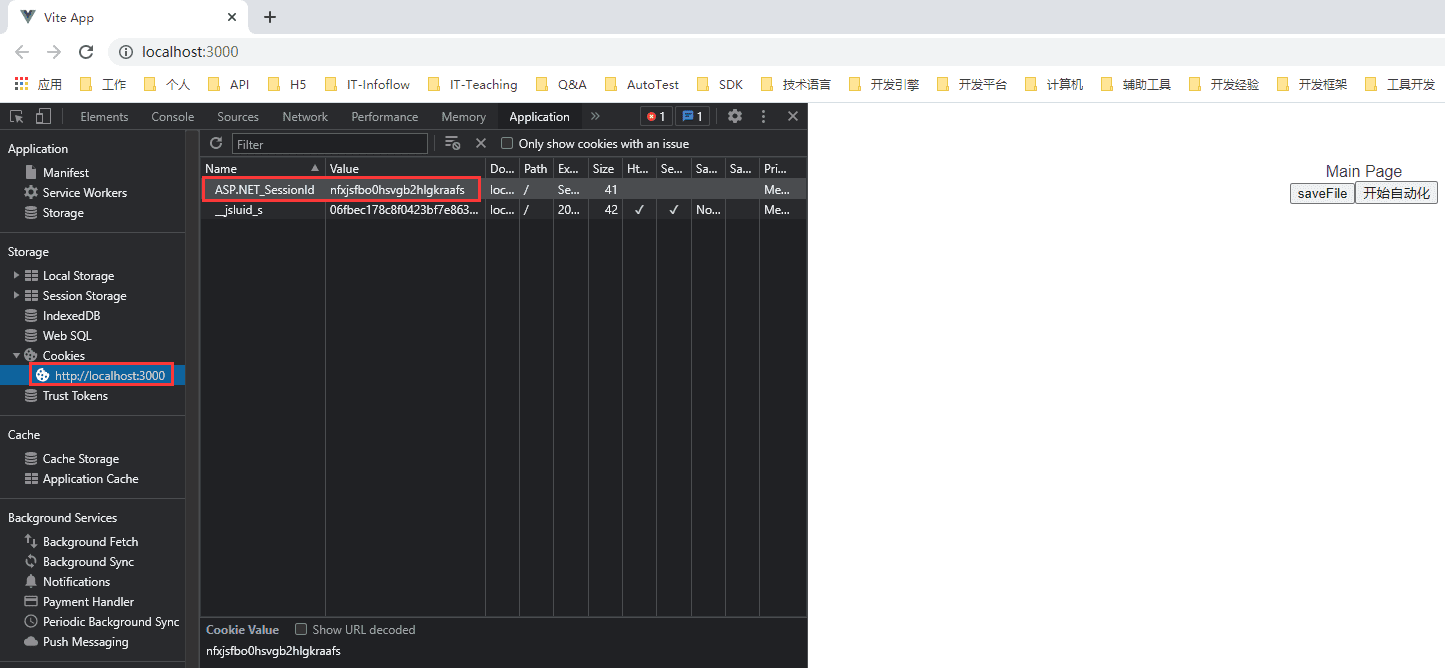 Vite App
localhost:3000
应用 工作 个人 API H5 IT-Infoflow IT-Teaching Q&A AutoTest SDK 技术语言 开发引擎 开发平台 计算机 辅助工具 开发经验 开发框架 工具开发
Elements Console Sources Network Performance Memory Application 1 1
Application
Manifest
Service Workers
Storage
Storage
Local Storage
Session Storage
IndexedDB
Web SQL
Cookies
http://localhost:3000
Trust Tokens
Cache
Cache Storage
Application Cache
Background Services
Background Fetch
Background Sync
Notifications
Payment Handler
Periodic Background Sync
Push Messaging
Filter Only show cookies with an issue
Name Value Do... Path Ex... Size Ht... Se... Sa... Sa... Pri...
ASP.NET_SessionId nfxjsfbo0hsvgb2hlgkraafs loc... / Se... 41 Me...
__jsluid_s 06fbec178c8f0423bf7e863... loc... / 20... 42 ✓ ✓ No... Me...
Cookie Value Show URL decoded
nfxjsfbo0hsvgb2hlgkraafs
Main Page
saveFile 开始自动化